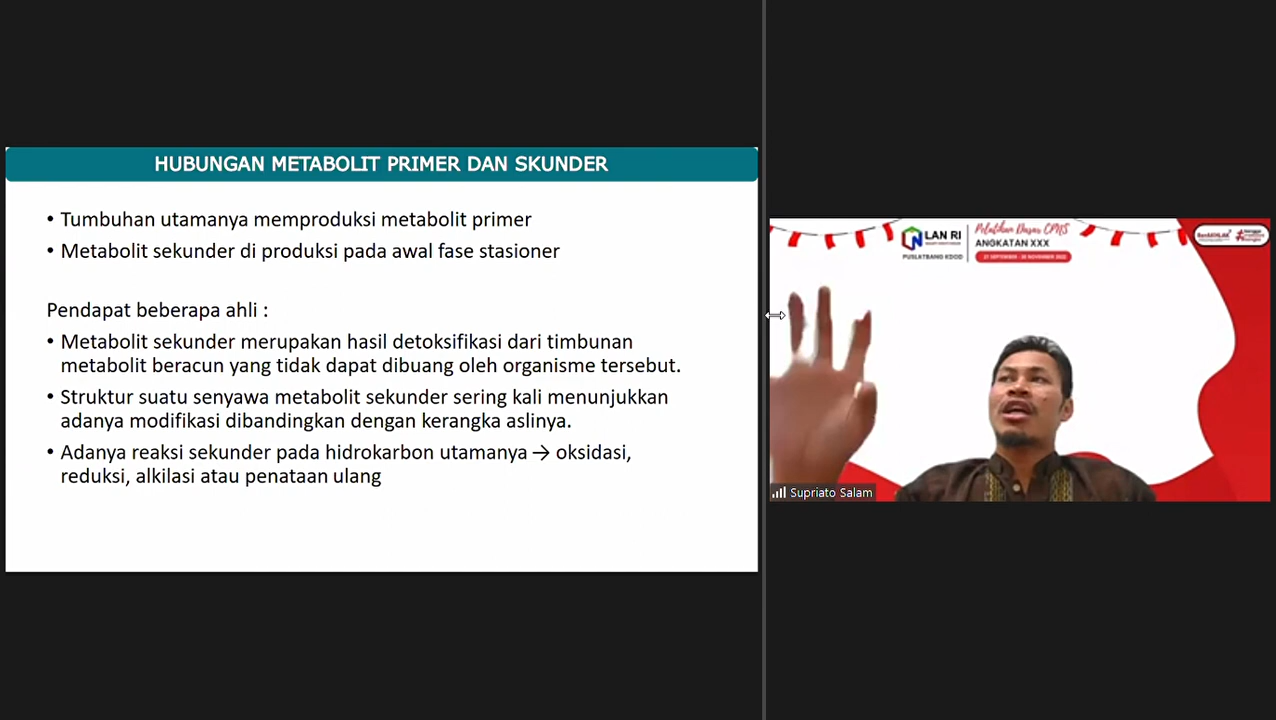 HUBUNGAN METABOLIT PRIMER DAN SKUNDER
• Tumbuhan utamanya memproduksi metabolit primer
• Metabolit sekunder di produksi pada awal fase stasioner
Pendapat beberapa ahli :
• Metabolit sekunder merupakan hasil detoksifikasi dari timbunan
metabolit beracun yang tidak dapat dibuang oleh organisme tersebut.
• Struktur suatu senyawa metabolit sekunder sering kali menunjukkan
adanya modifikasi dibandingkan dengan kerangka aslinya.
• Adanya reaksi sekunder pada hidrokarbon utamanya → oksidasi,
reduksi, alkilasi atau penataan ulang
LAN RI
PUSLATBANG KDOD
Pelatihan Dasar CPNS
ANGKATAN XXX
Supriato Salam